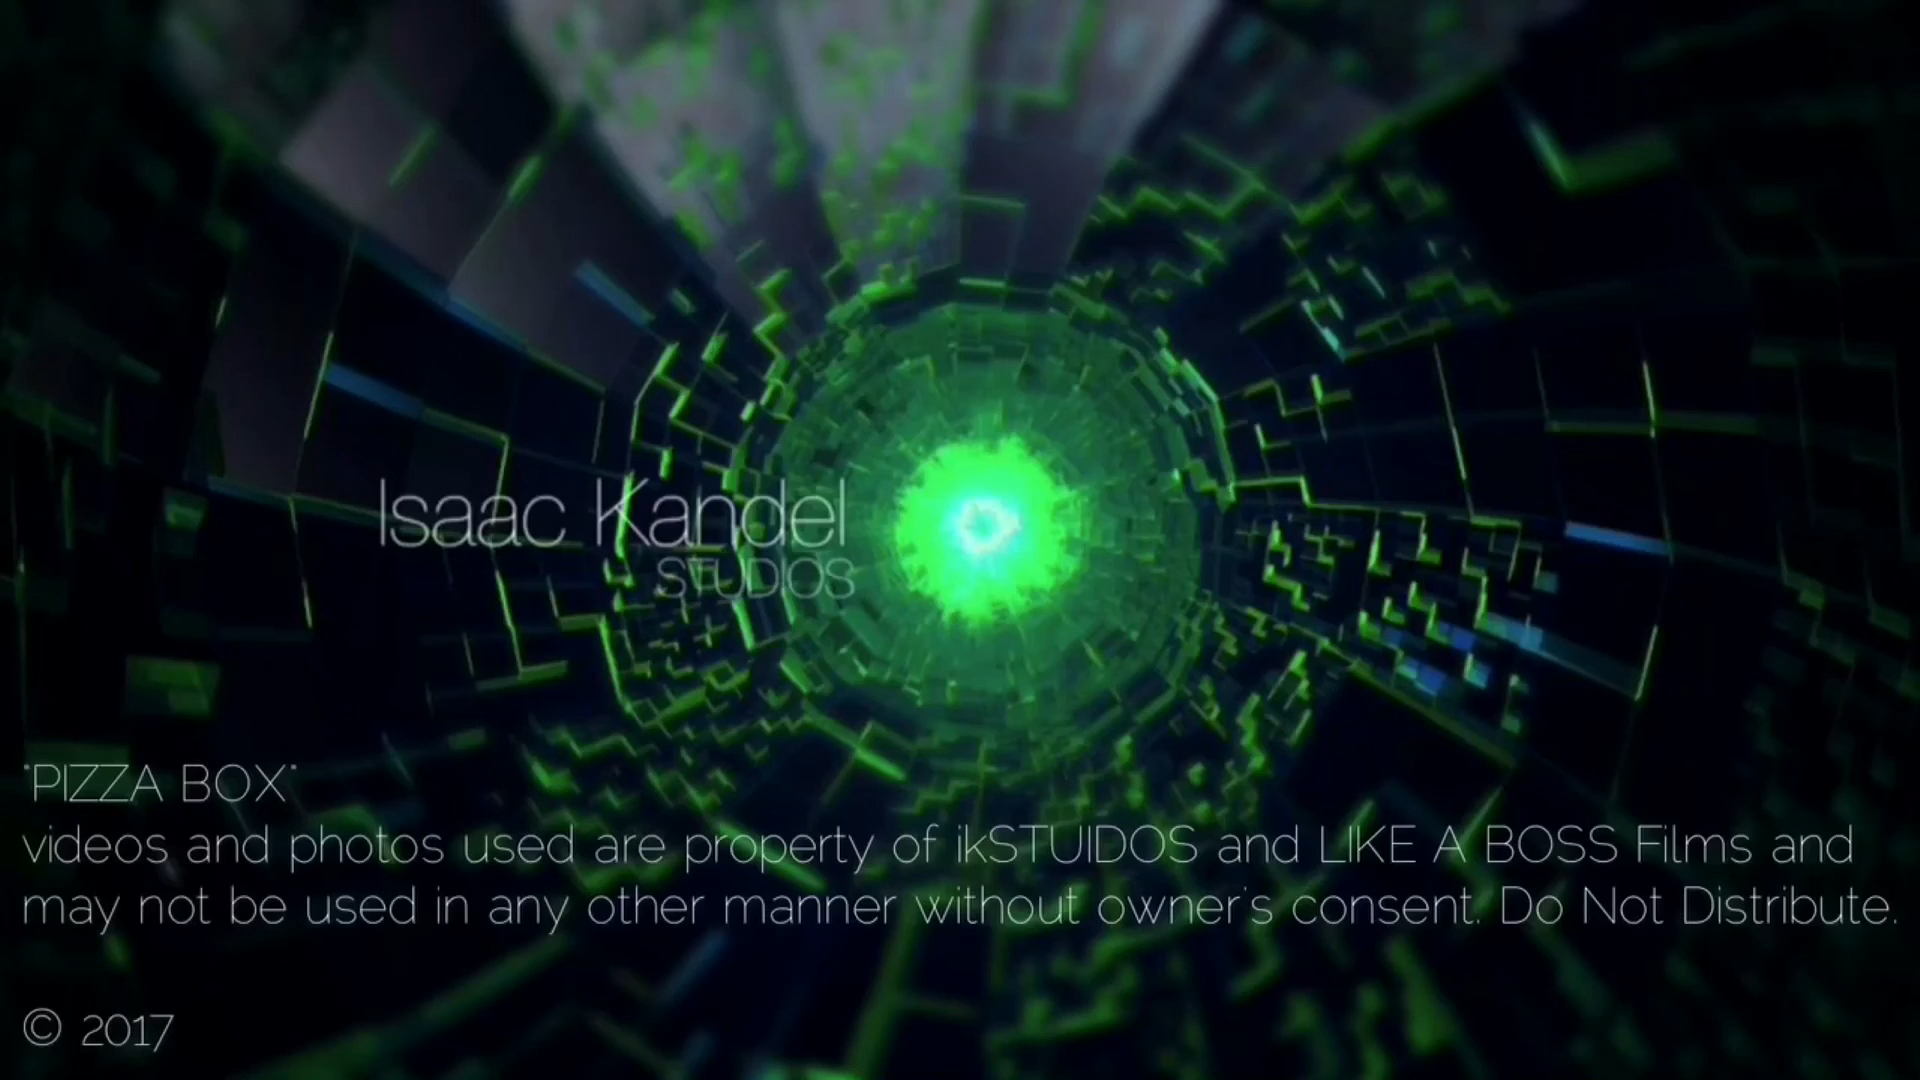 Isaac Kandel
STUDIOS
"PIZZA BOX"
videos and photos used are property of ikSTUIDOS and LIKE A BOSS Films and
may not be used in any other manner without owner's consent. Do Not Distribute.
© 2017